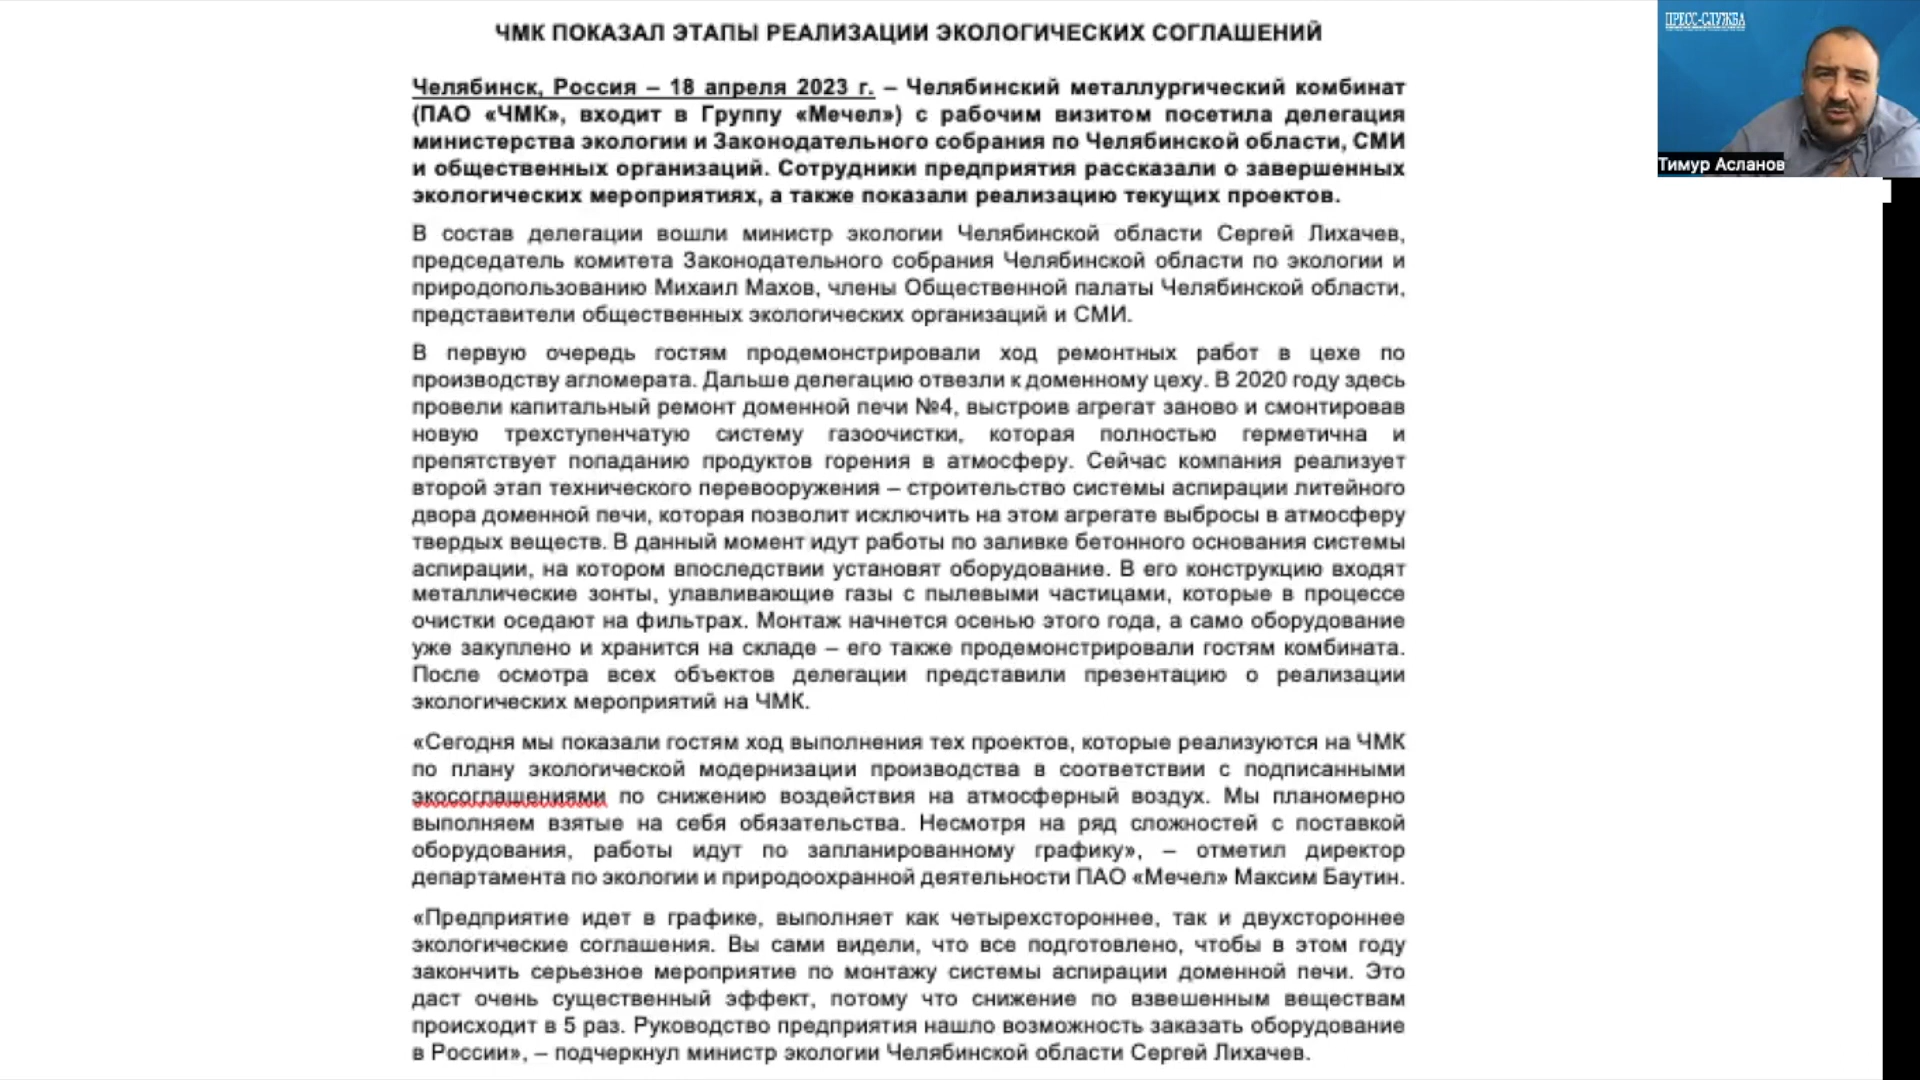 ЧМК ПОКАЗАЛ ЭТАПЫ РЕАЛИЗАЦИИ ЭКОЛОГИЧЕСКИХ СОГЛАШЕНИЙ
Челябинск, Россия – 18 апреля 2023 г. – Челябинский металлургический комбинат
(ПАО «ЧМК», входит в Группу «Мечел») с рабочим визитом посетила делегация
министерства экологии и Законодательного собрания по Челябинской области, СМИ
и общественных организаций. Сотрудники предприятия рассказали о завершенных
экологических мероприятиях, а также показали реализацию текущих проектов.
В состав делегации вошли министр экологии Челябинской области Сергей Лихачев,
председатель комитета Законодательного собрания Челябинской области по экологии и
природопользованию Михаил Махов, члены Общественной палаты Челябинской области,
представители общественных экологических организаций и СМИ.
В первую очередь гостям продемонстрировали ход ремонтных работ в цехе по
производству агломерата. Дальше делегацию отвезли к доменному цеху. В 2020 году здесь
провели капитальный ремонт доменной печи №4, выстроив агрегат заново и смонтировав
новую трехступенчатую систему газоочистки, которая полностью герметична и
препятствует попаданию продуктов горения в атмосферу. Сейчас компания реализует
второй этап технического перевооружения – строительство системы аспирации литейного
двора доменной печи, которая позволит исключить на этом агрегате выбросы в атмосферу
твердых веществ. В данный момент идут работы по заливке бетонного основания системы
аспирации, на котором впоследствии установят оборудование. В его конструкцию входят
металлические зонты, улавливающие газы с пылевыми частицами, которые в процессе
очистки оседают на фильтрах. Монтаж начнется осенью этого года, а само оборудование
уже закуплено и хранится на складе – его также продемонстрировали гостям комбината.
После осмотра всех объектов делегации представили презентацию о реализации
экологических мероприятий на ЧМК.
«Сегодня мы показали гостям ход выполнения тех проектов, которые реализуются на ЧМК
по плану экологической модернизации производства в соответствии с подписанными
экосоглашениями по снижению воздействия на атмосферный воздух. Мы планомерно
выполняем взятые на себя обязательства. Несмотря на ряд сложностей с поставкой
оборудования, работы идут по запланированному графику», – отметил директор
департамента по экологии и природоохранной деятельности ПАО «Мечел» Максим Баутин.
«Предприятие идет в графике, выполняет как четырехстороннее, так и двухстороннее
экологические соглашения. Вы сами видели, что все подготовлено, чтобы в этом году
закончить серьезное мероприятие по монтажу системы аспирации доменной печи. Это
даст очень существенный эффект, потому что снижение по взвешенным веществам
происходит в 5 раз. Руководство предприятия нашло возможность заказать оборудование
в России», – подчеркнул министр экологии Челябинской области Сергей Лихачев.
ПРЕСС-СЛУЖБА
Тимур Асланов